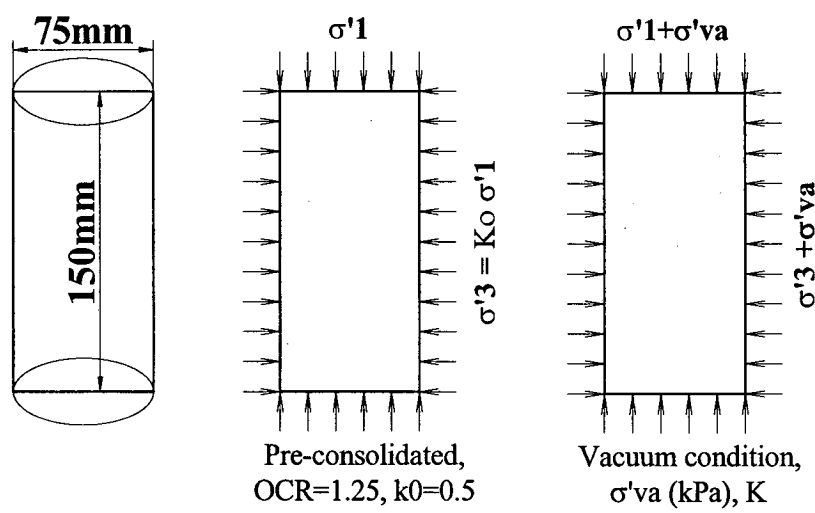 75mm
150mm
σ'1
σ'3 = Ko σ'1
Pre-consolidated,
OCR=1.25, k0=0.5
σ'1+σ'va
σ'3 +σ'va
Vacuum condition,
σ'va (kPa), K